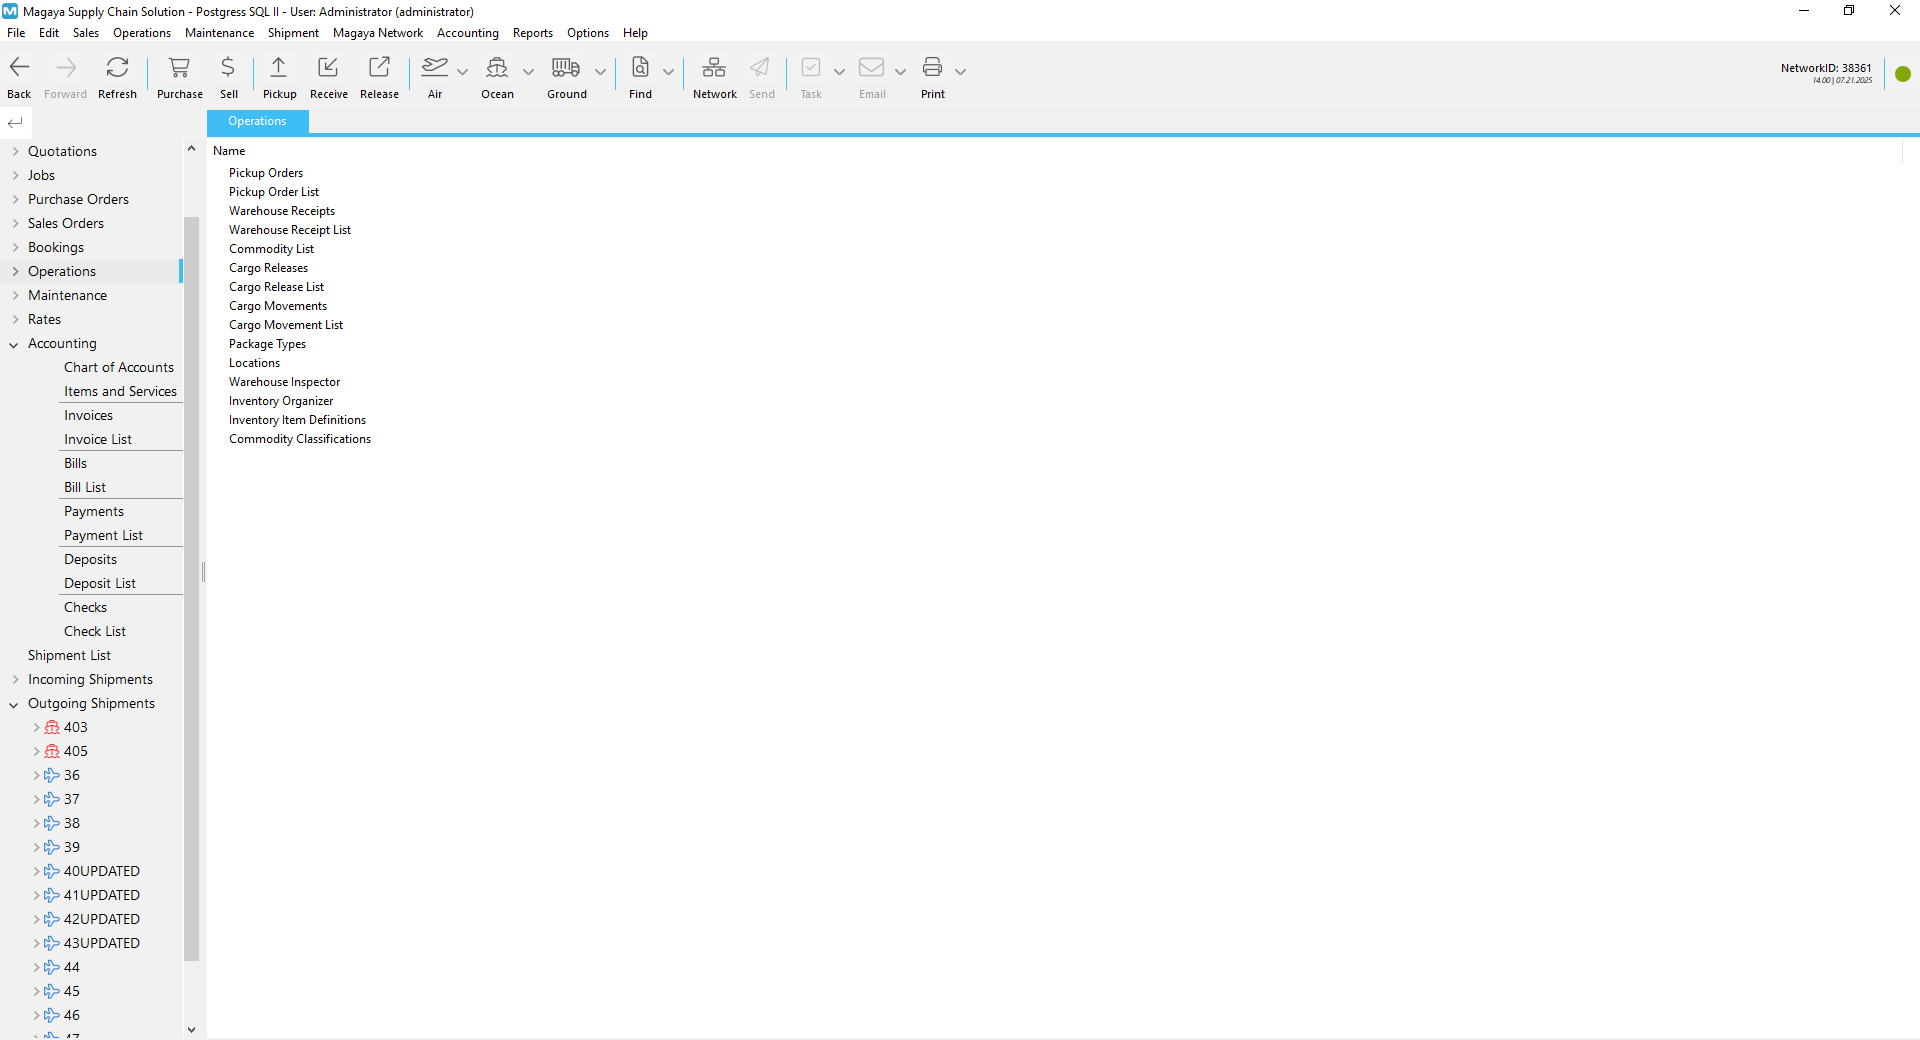 Magaya Supply Chain Solution - Postgress SQL II - User: Administrator (administrator)
File Edit Sales Operations Maintenance Shipment Magaya Network Accounting Reports Options Help
Back Forward Refresh Purchase Sell Pickup Receive Release Air Ocean Ground Find Network Send Task Email Print
NetworkID: 38361
14.00 | 07.21.2025
Quotations
Jobs
Purchase Orders
Sales Orders
Bookings
Operations
Maintenance
Rates
Accounting
Chart of Accounts
Items and Services
Invoices
Invoice List
Bills
Bill List
Payments
Payment List
Deposits
Deposit List
Checks
Check List
Shipment List
Incoming Shipments
Outgoing Shipments
403
405
36
37
38
39
40UPDATED
41UPDATED
42UPDATED
43UPDATED
44
45
46
47
Operations
Name
Pickup Orders
Pickup Order List
Warehouse Receipts
Warehouse Receipt List
Commodity List
Cargo Releases
Cargo Release List
Cargo Movements
Cargo Movement List
Package Types
Locations
Warehouse Inspector
Inventory Organizer
Inventory Item Definitions
Commodity Classifications